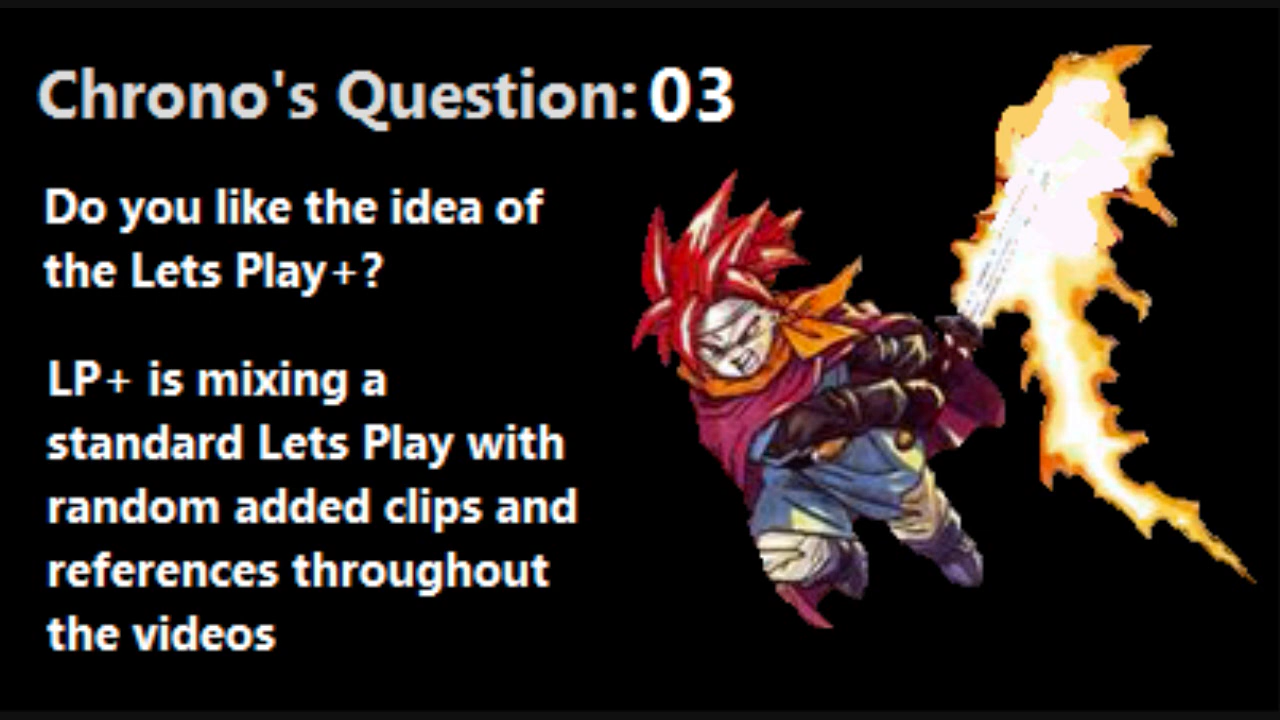 Chrono's Question: 03
Do you like the idea of
the Lets Play+?
LP+ is mixing a
standard Lets Play with
random added clips and
references throughout
the videos